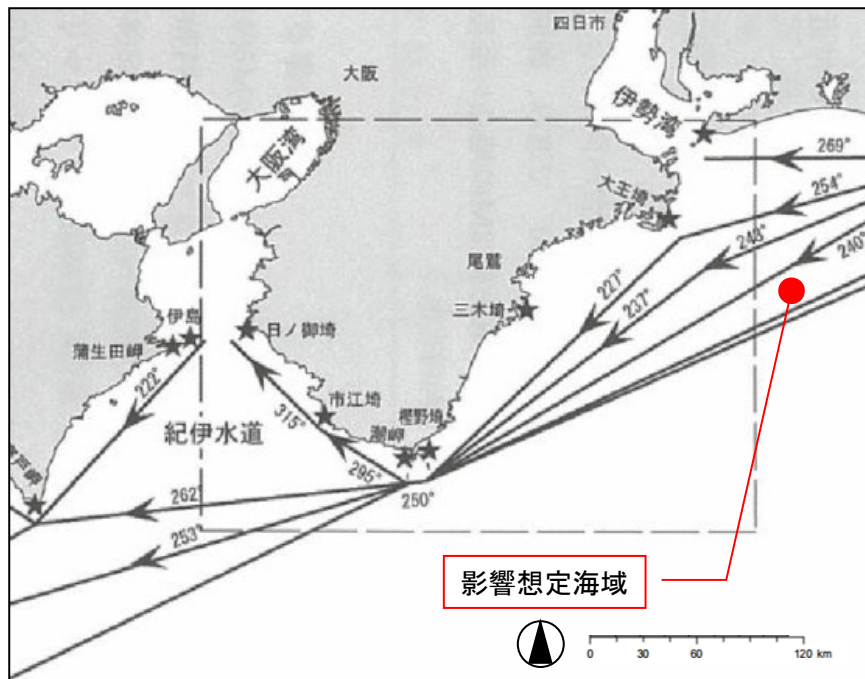 四日市
大阪
伊勢湾
大阪湾
269°
大王埼
254°
248°
240°
尾鷲
227°
237°
三木埼
伊島
日ノ御埼
蒲生田岬
222°
市江埼
315°
紀伊水道
樫野埼
潮岬
295°
戸岬
262°
250°
253°
影響想定海域
0 30 60 120 km